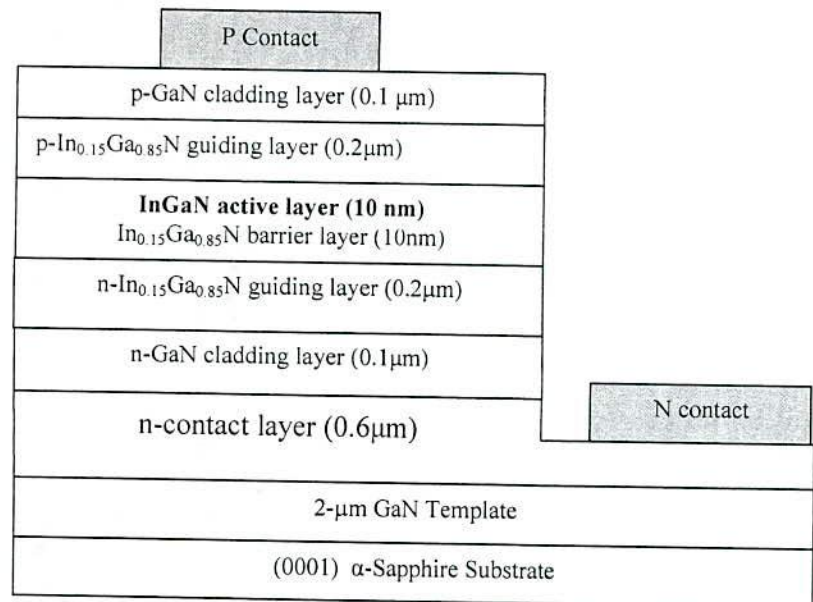 P Contact
p-GaN cladding layer (0.1 μm)
p-In₀.₁₅Ga₀.₈₅N guiding layer (0.2μm)
InGaN active layer (10 nm)
In₀.₁₅Ga₀.₈₅N barrier layer (10nm)
n-In₀.₁₅Ga₀.₈₅N guiding layer (0.2μm)
n-GaN cladding layer (0.1μm)
N contact
n-contact layer (0.6μm)
2-μm GaN Template
(0001) α-Sapphire Substrate